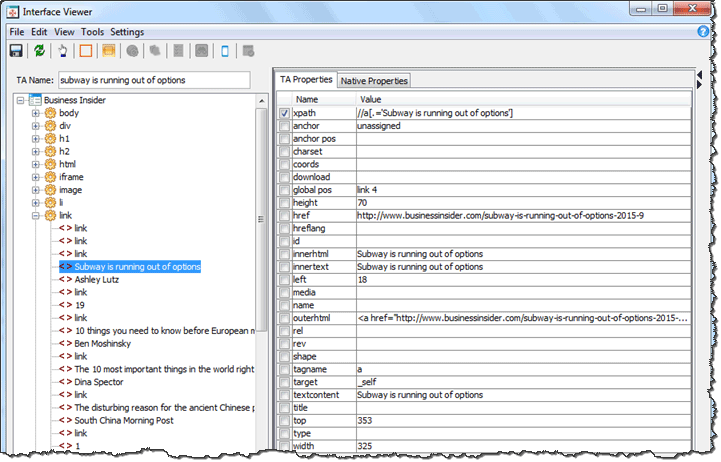 Interface Viewer
File Edit View Tools Settings
TA Name: subway is running out of options
Business Insider
body
div
h1
h2
html
iframe
image
li
link
link
link
link
Subway is running out of options
Ashley Lutz
link
19
link
10 things you need to know before European m
Ben Moshinsky
link
The 10 most important things in the world right
Dina Spector
link
The disturbing reason for the ancient Chinese p
South China Morning Post
link
1
TA Properties Native Properties
Name Value
xpath //a[.='Subway is running out of options']
anchor unassigned
anchor pos
charset
coords
download
global pos link 4
height 70
href http://www.businessinsider.com/subway-is-running-out-of-options-2015-9
hreflang
id
innerhtml Subway is running out of options
innertext Subway is running out of options
left 18
media
name
outerhtml <a href="http://www.businessinsider.com/subway-is-running-out-of-options-2015-...
rel
rev
shape
tagname a
target _self
textcontent Subway is running out of options
title
top 353
type
width 325